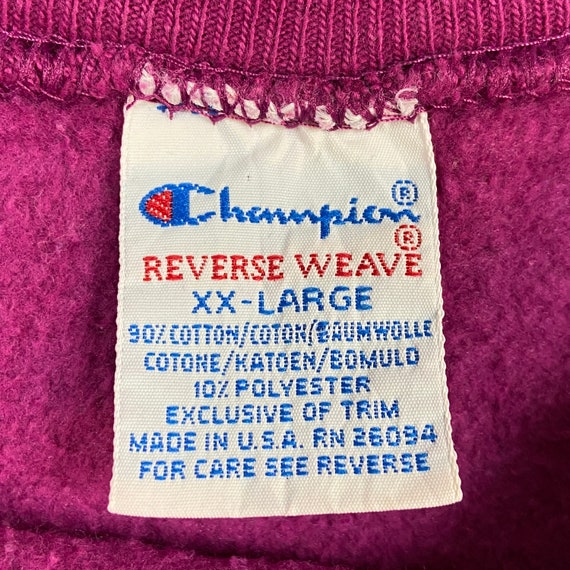 Champion®
REVERSE WEAVE®
XX-LARGE
90% COTTON/COTON/BAUMWOLLE
COTONE/KATOEN/BOMULD
10% POLYESTER
EXCLUSIVE OF TRIM
MADE IN U.S.A. RN 26094
FOR CARE SEE REVERSE